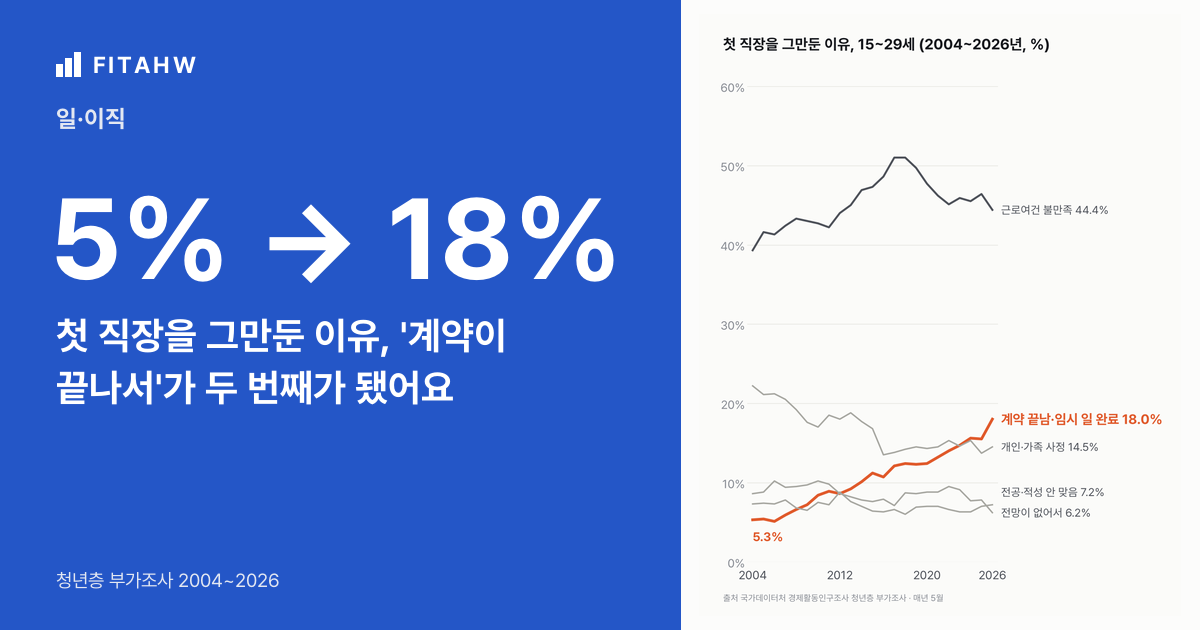 FITAHW
일·이직
5% → 18%
첫 직장을 그만둔 이유, '계약이
끝나서'가 두 번째가 됐어요
청년층 부가조사 2004~2026
첫 직장을 그만둔 이유, 15~29세 (2004~2026년, %)
60%
50%
근로여건 불만족 44.4%
40%
30%
20%
계약 끝남·임시 일 완료 18.0%
개인·가족 사정 14.5%
10%
전공·적성 안 맞음 7.2%
전망이 없어서 6.2%
5.3%
0%
2004 2012 2020 2026
출처 국가데이터처 경제활동인구조사 청년층 부가조사 · 매년 5월